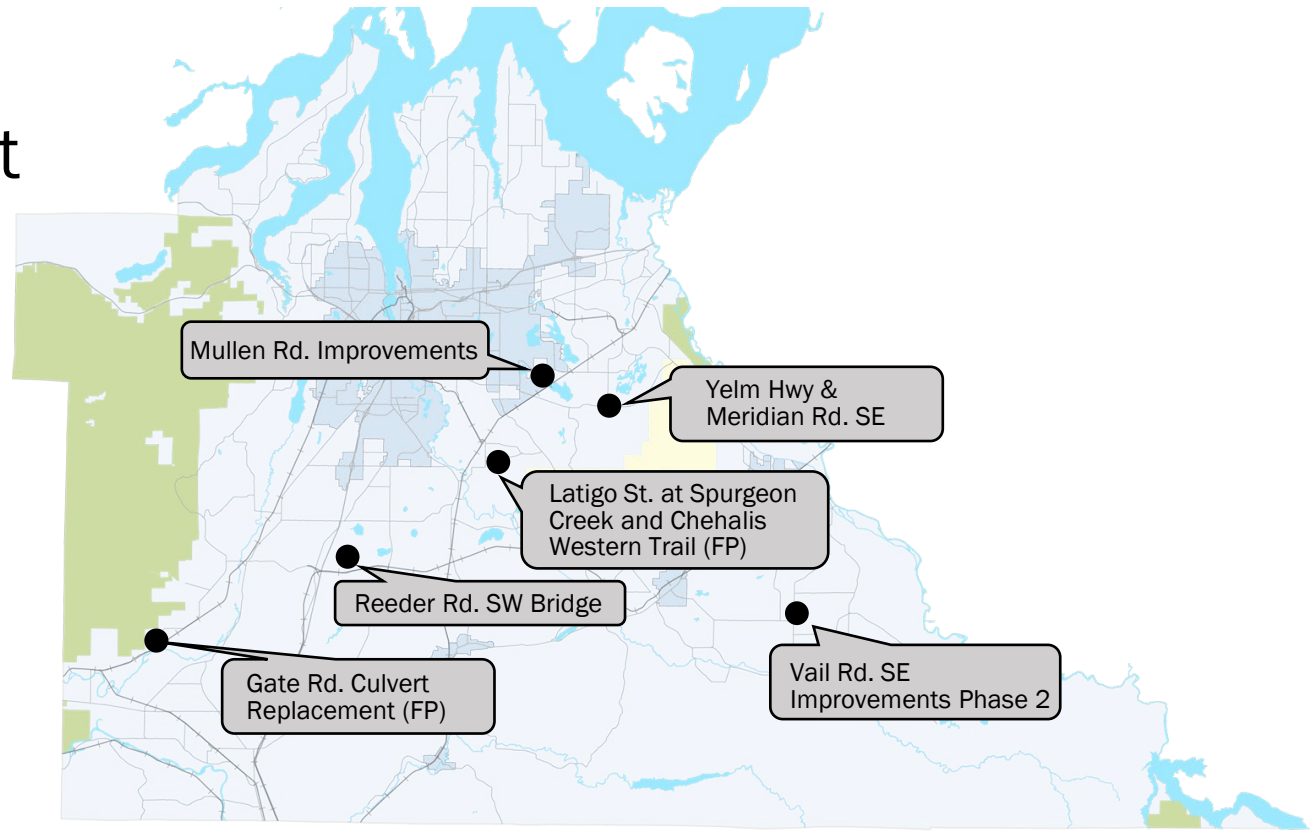 t
Mullen Rd. Improvements
Yelm Hwy &
Meridian Rd. SE
Latigo St. at Spurgeon
Creek and Chehalis
Western Trail (FP)
Reeder Rd. SW Bridge
Gate Rd. Culvert
Replacement (FP)
Vail Rd. SE
Improvements Phase 2